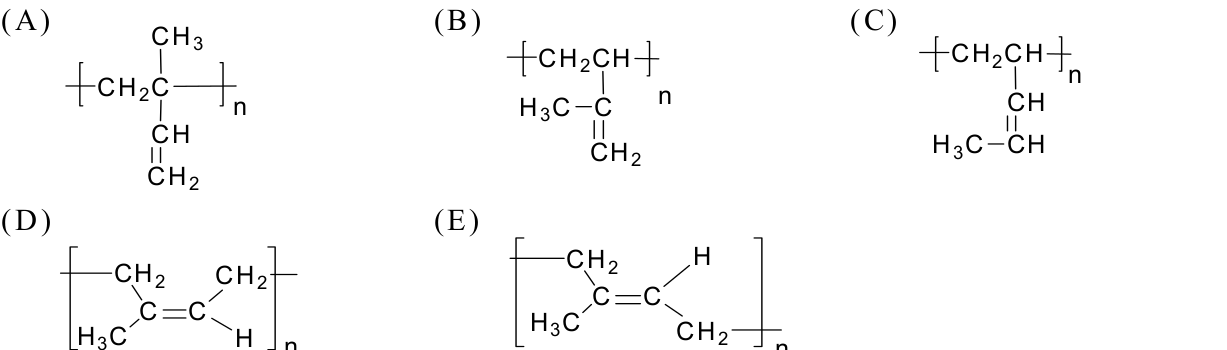 (A)
CH3
CH2C
n
CH
CH2
(B)
CH2CH
n
H3C C
CH2
(C)
CH2CH
n
CH
H3C CH
(D)
CH2 CH2
C C
H3C H
n
(E)
CH2 H
C C
H3C
CH2
n